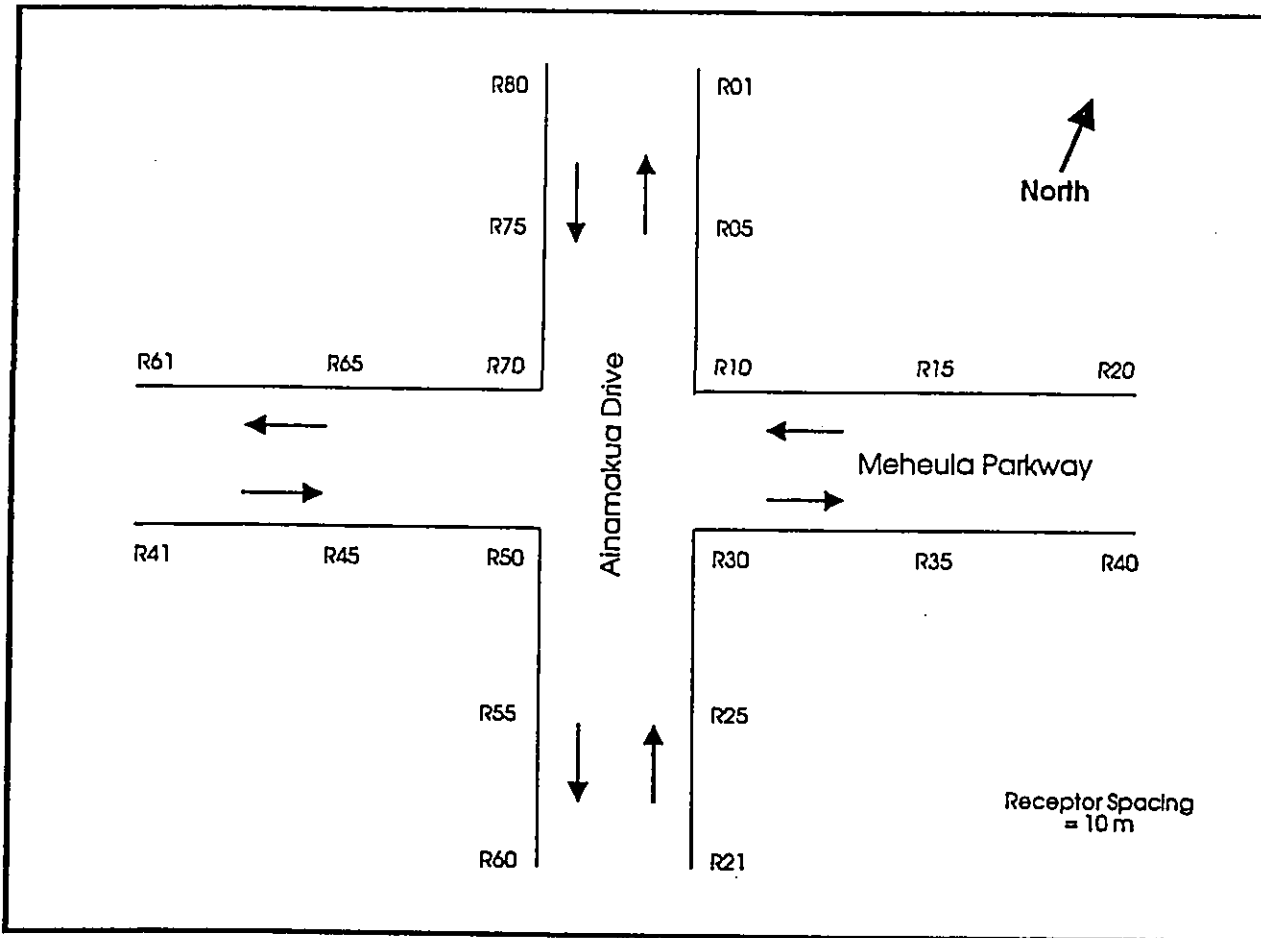 R80
R01
North
R75
R05
R61
R65
R70
R10
R15
R20
Ainamakua Drive
Meheula Parkway
R41
R45
R50
R30
R35
R40
R55
R25
Receptor Spacing
= 10 m
R60
R21